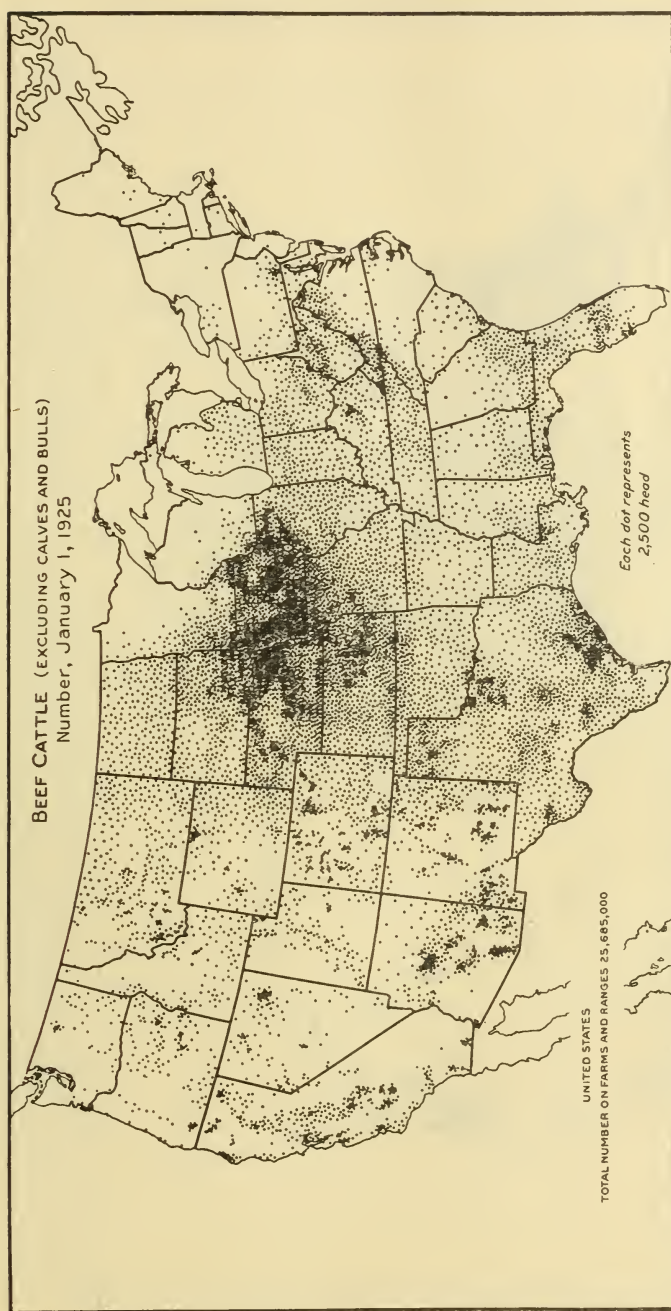 BEEF CATTLE (EXCLUDING CALVES AND BULLS)
Number, January 1, 1925
Each dot represents
2,500 head
UNITED STATES
TOTAL NUMBER ON FARMS AND RANGES 25,685,000